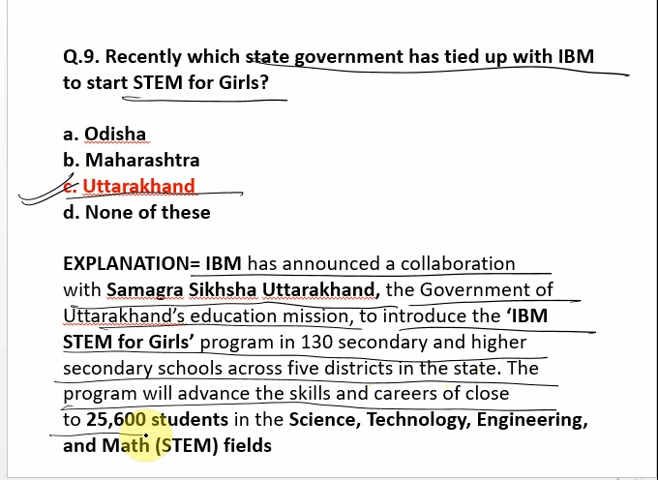 Q.9. Recently which state government has tied up with IBM
to start STEM for Girls?
a. Odisha
b. Maharashtra
c. Uttarakhand
d. None of these
EXPLANATION= IBM has announced a collaboration
with Samagra Sikhsha Uttarakhand, the Government of
Uttarakhand's education mission, to introduce the ‘IBM
STEM for Girls’ program in 130 secondary and higher
secondary schools across five districts in the state. The
program will advance the skills and careers of close
to 25,600 students in the Science, Technology, Engineering,
and Math (STEM) fields